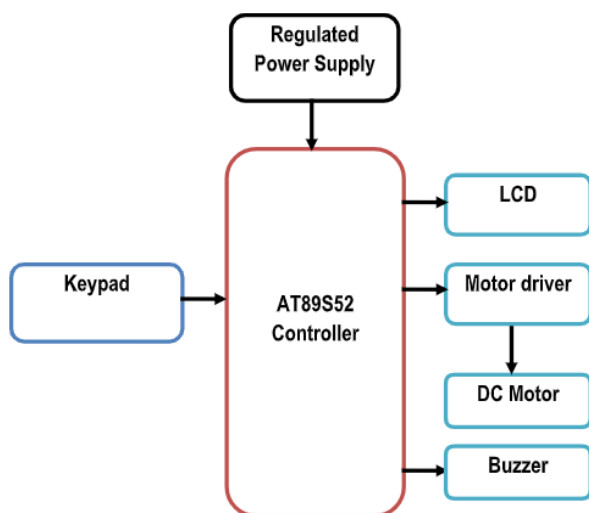 Regulated
Power Supply
LCD
Keypad
Motor driver
AT89S52
Controller
DC Motor
Buzzer